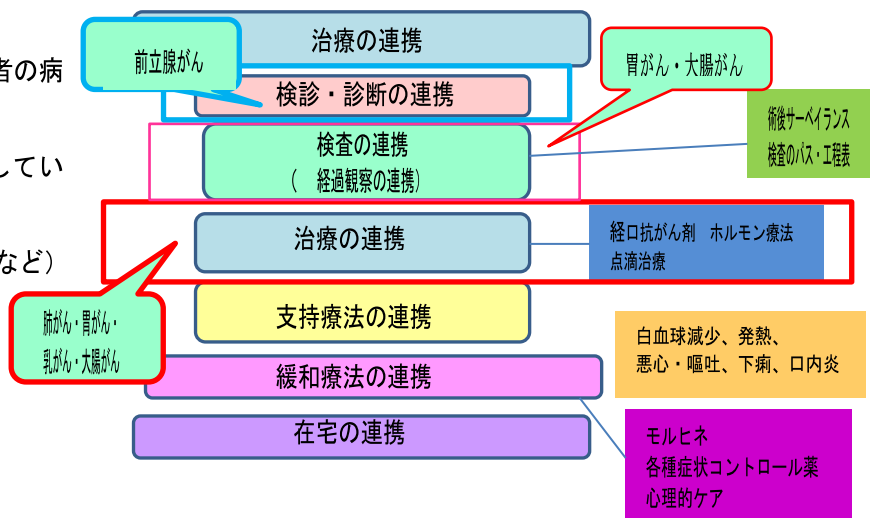 治療の連携
前立腺がん
者の病
検診・診断の連携
胃がん・大腸がん
術後サーベイランス
検査のパス・工程表
検査の連携
(　経過観察の連携)
してい
治療の連携
経口抗がん剤　ホルモン療法
点滴治療
など）
肺がん・胃がん・
乳がん・大腸がん
支持療法の連携
白血球減少、発熱、
悪心・嘔吐、下痢、口内炎
緩和療法の連携
在宅の連携
モルヒネ
各種症状コントロール薬
心理的ケア